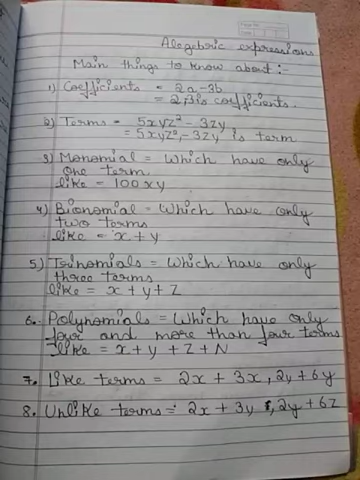 Alegebric expressions
Main things to know about :-
1) Coefficients = 2a-3b
= 2,3 is coefficients.
2) Terms = 5xyz² - 3zy
= 5xyz², -3zy is term
3) Monomial = Which have only
one term
like = 100xy
4) Bionomial = Which have only
two terms
like = x + y
5) Trinomials = Which have only
three terms
like = x + y + z
6. Polynomials = Which have only
four and more than four terms
like = x + y + z + N
7. Like terms = 2x + 3x, 2y + 6y
8. Unlike terms = 2x + 3y, 2y + 6z